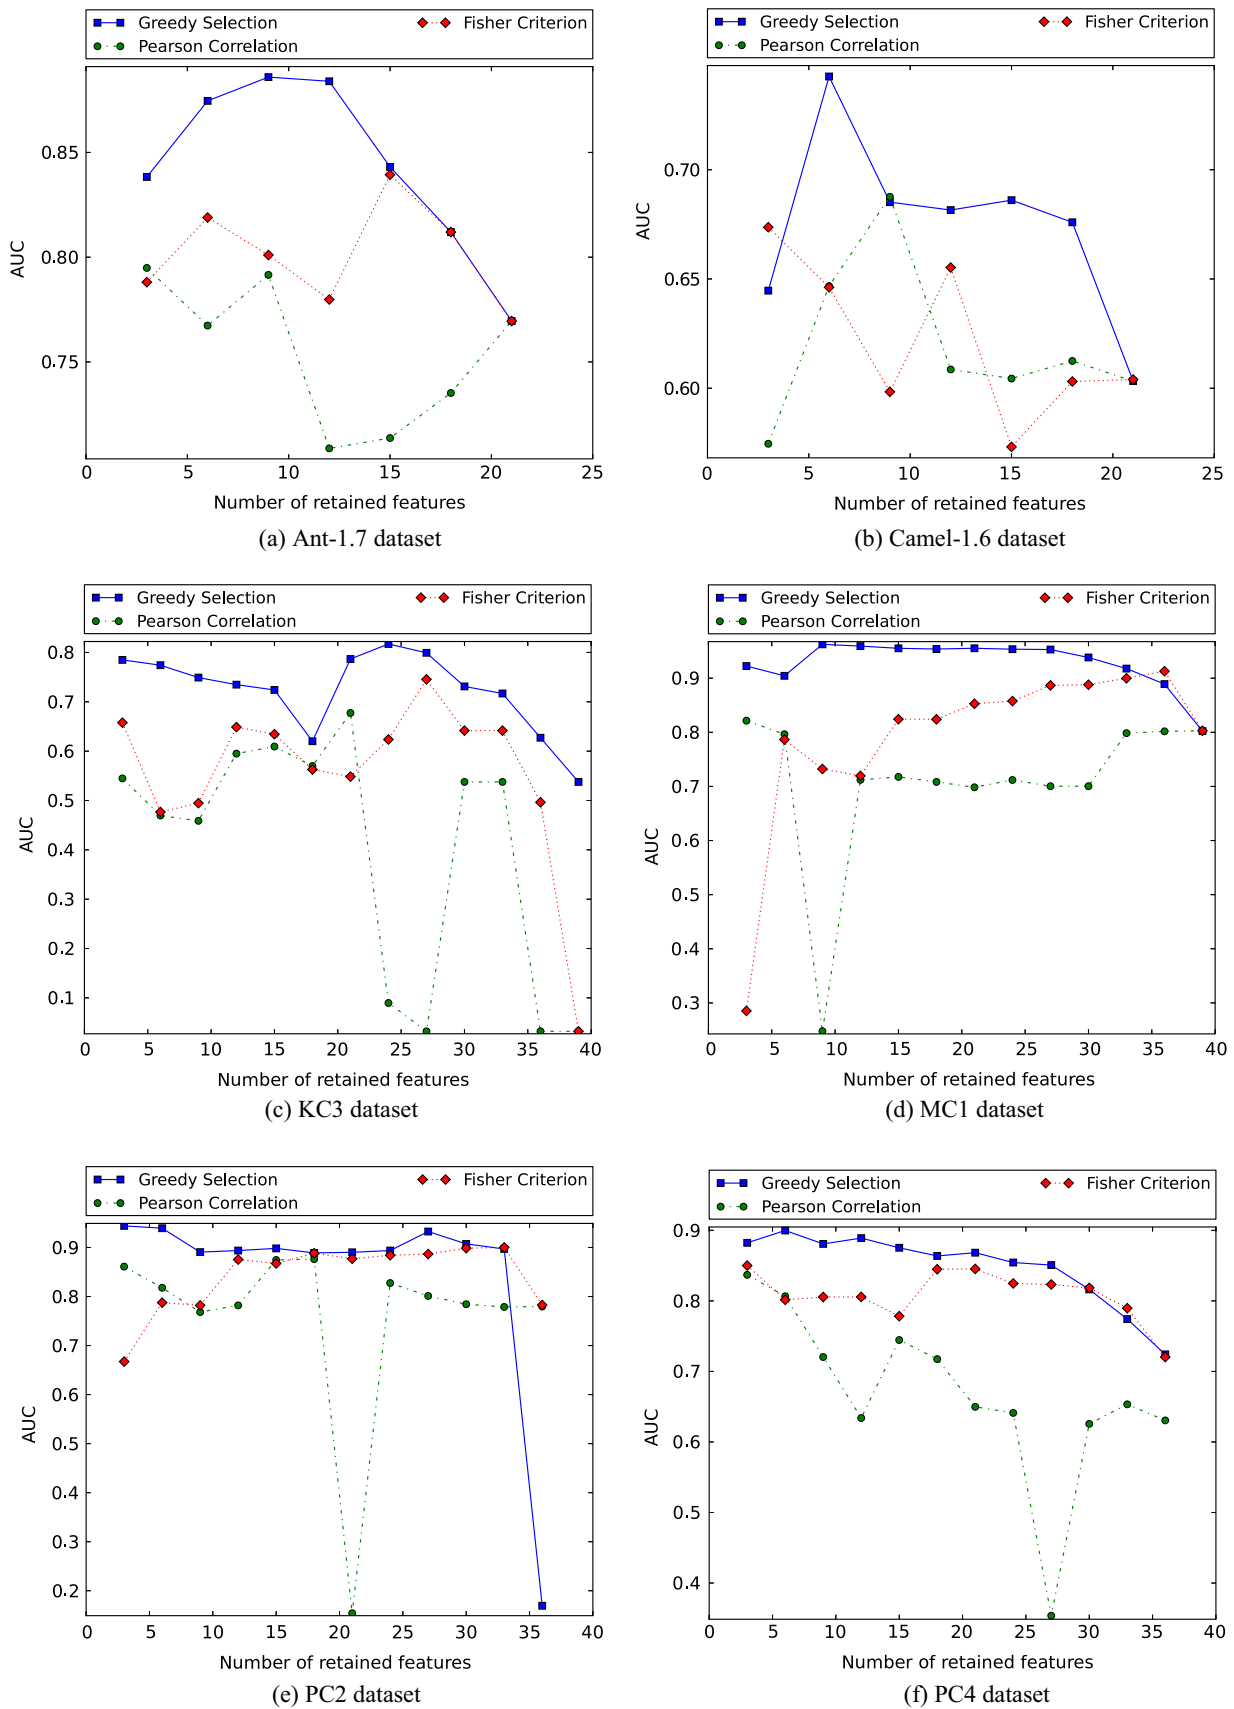 Greedy Selection
Fisher Criterion
Pearson Correlation
AUC
0.85
0.80
0.75
0 5 10 15 20 25
Number of retained features
(a) Ant-1.7 dataset
Greedy Selection
Fisher Criterion
Pearson Correlation
AUC
0.70
0.65
0.60
0 5 10 15 20 25
Number of retained features
(b) Camel-1.6 dataset
Greedy Selection
Fisher Criterion
Pearson Correlation
AUC
0.8
0.7
0.6
0.5
0.4
0.3
0.2
0.1
0 5 10 15 20 25 30 35 40
Number of retained features
(c) KC3 dataset
Greedy Selection
Fisher Criterion
Pearson Correlation
AUC
0.9
0.8
0.7
0.6
0.5
0.4
0.3
0 5 10 15 20 25 30 35 40
Number of retained features
(d) MC1 dataset
Greedy Selection
Fisher Criterion
Pearson Correlation
AUC
0.9
0.8
0.7
0.6
0.5
0.4
0.3
0.2
0 5 10 15 20 25 30 35 40
Number of retained features
(e) PC2 dataset
Greedy Selection
Fisher Criterion
Pearson Correlation
AUC
0.9
0.8
0.7
0.6
0.5
0.4
0 5 10 15 20 25 30 35 40
Number of retained features
(f) PC4 dataset